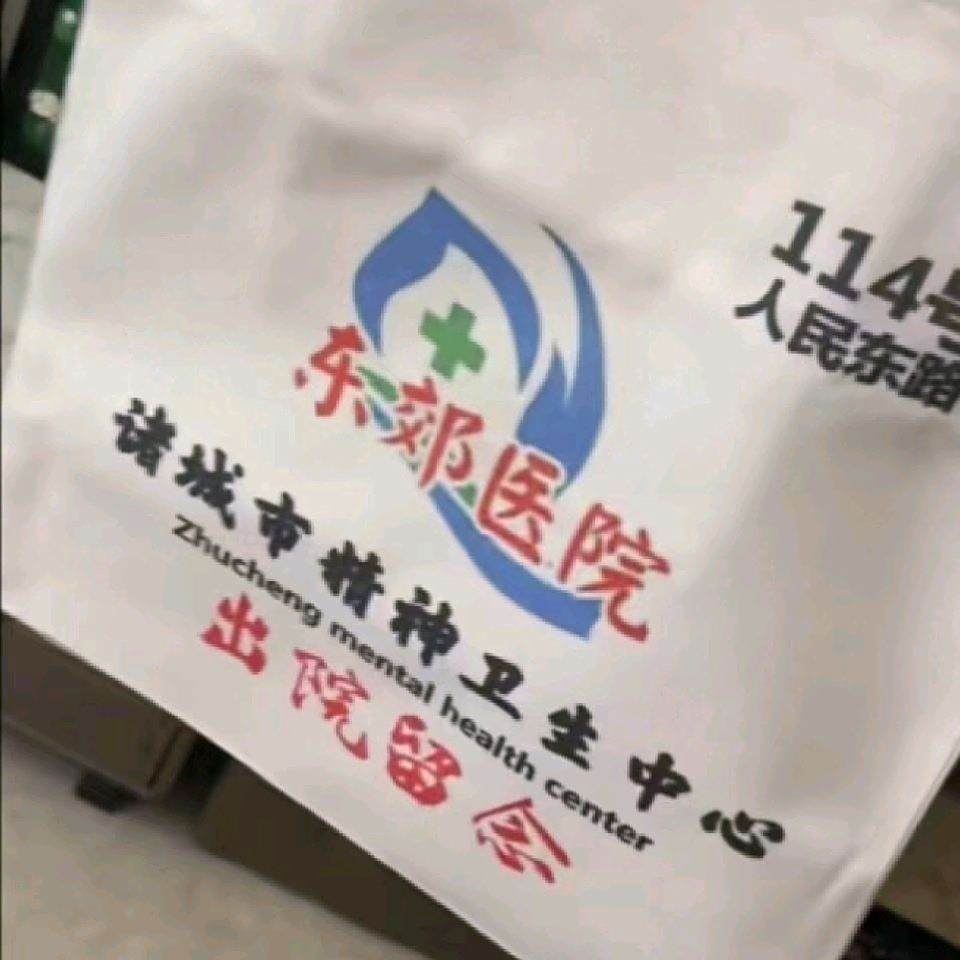 东郊医院
诸城市精神卫生中心
Zhucheng mental health center
出院留念
114号
人民东路